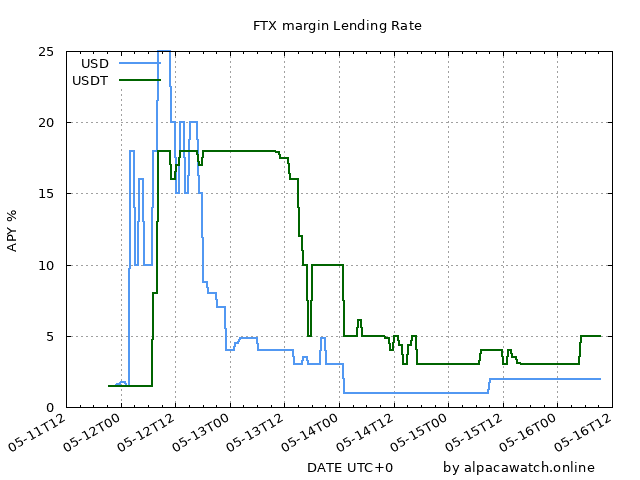 FTX margin Lending Rate
25
USD
USDT
20
15
APY %
10
5
0
05-11T12
05-12T00
05-12T12
05-13T00
05-13T12
05-14T00
05-14T12
05-15T00
05-15T12
05-16T00
05-16T12
DATE UTC+0
by alpacawatch.online